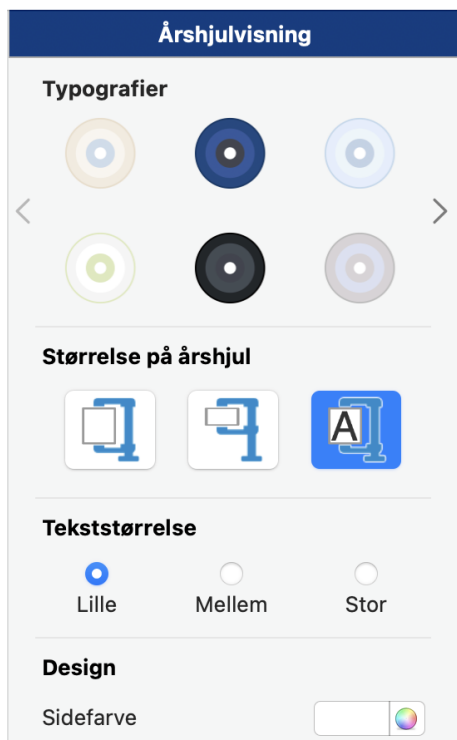 Årshjulvisning
Typografier
Størrelse på årshjul
A
Tekststørrelse
Lille Mellem Stor
Design
Sidefarve